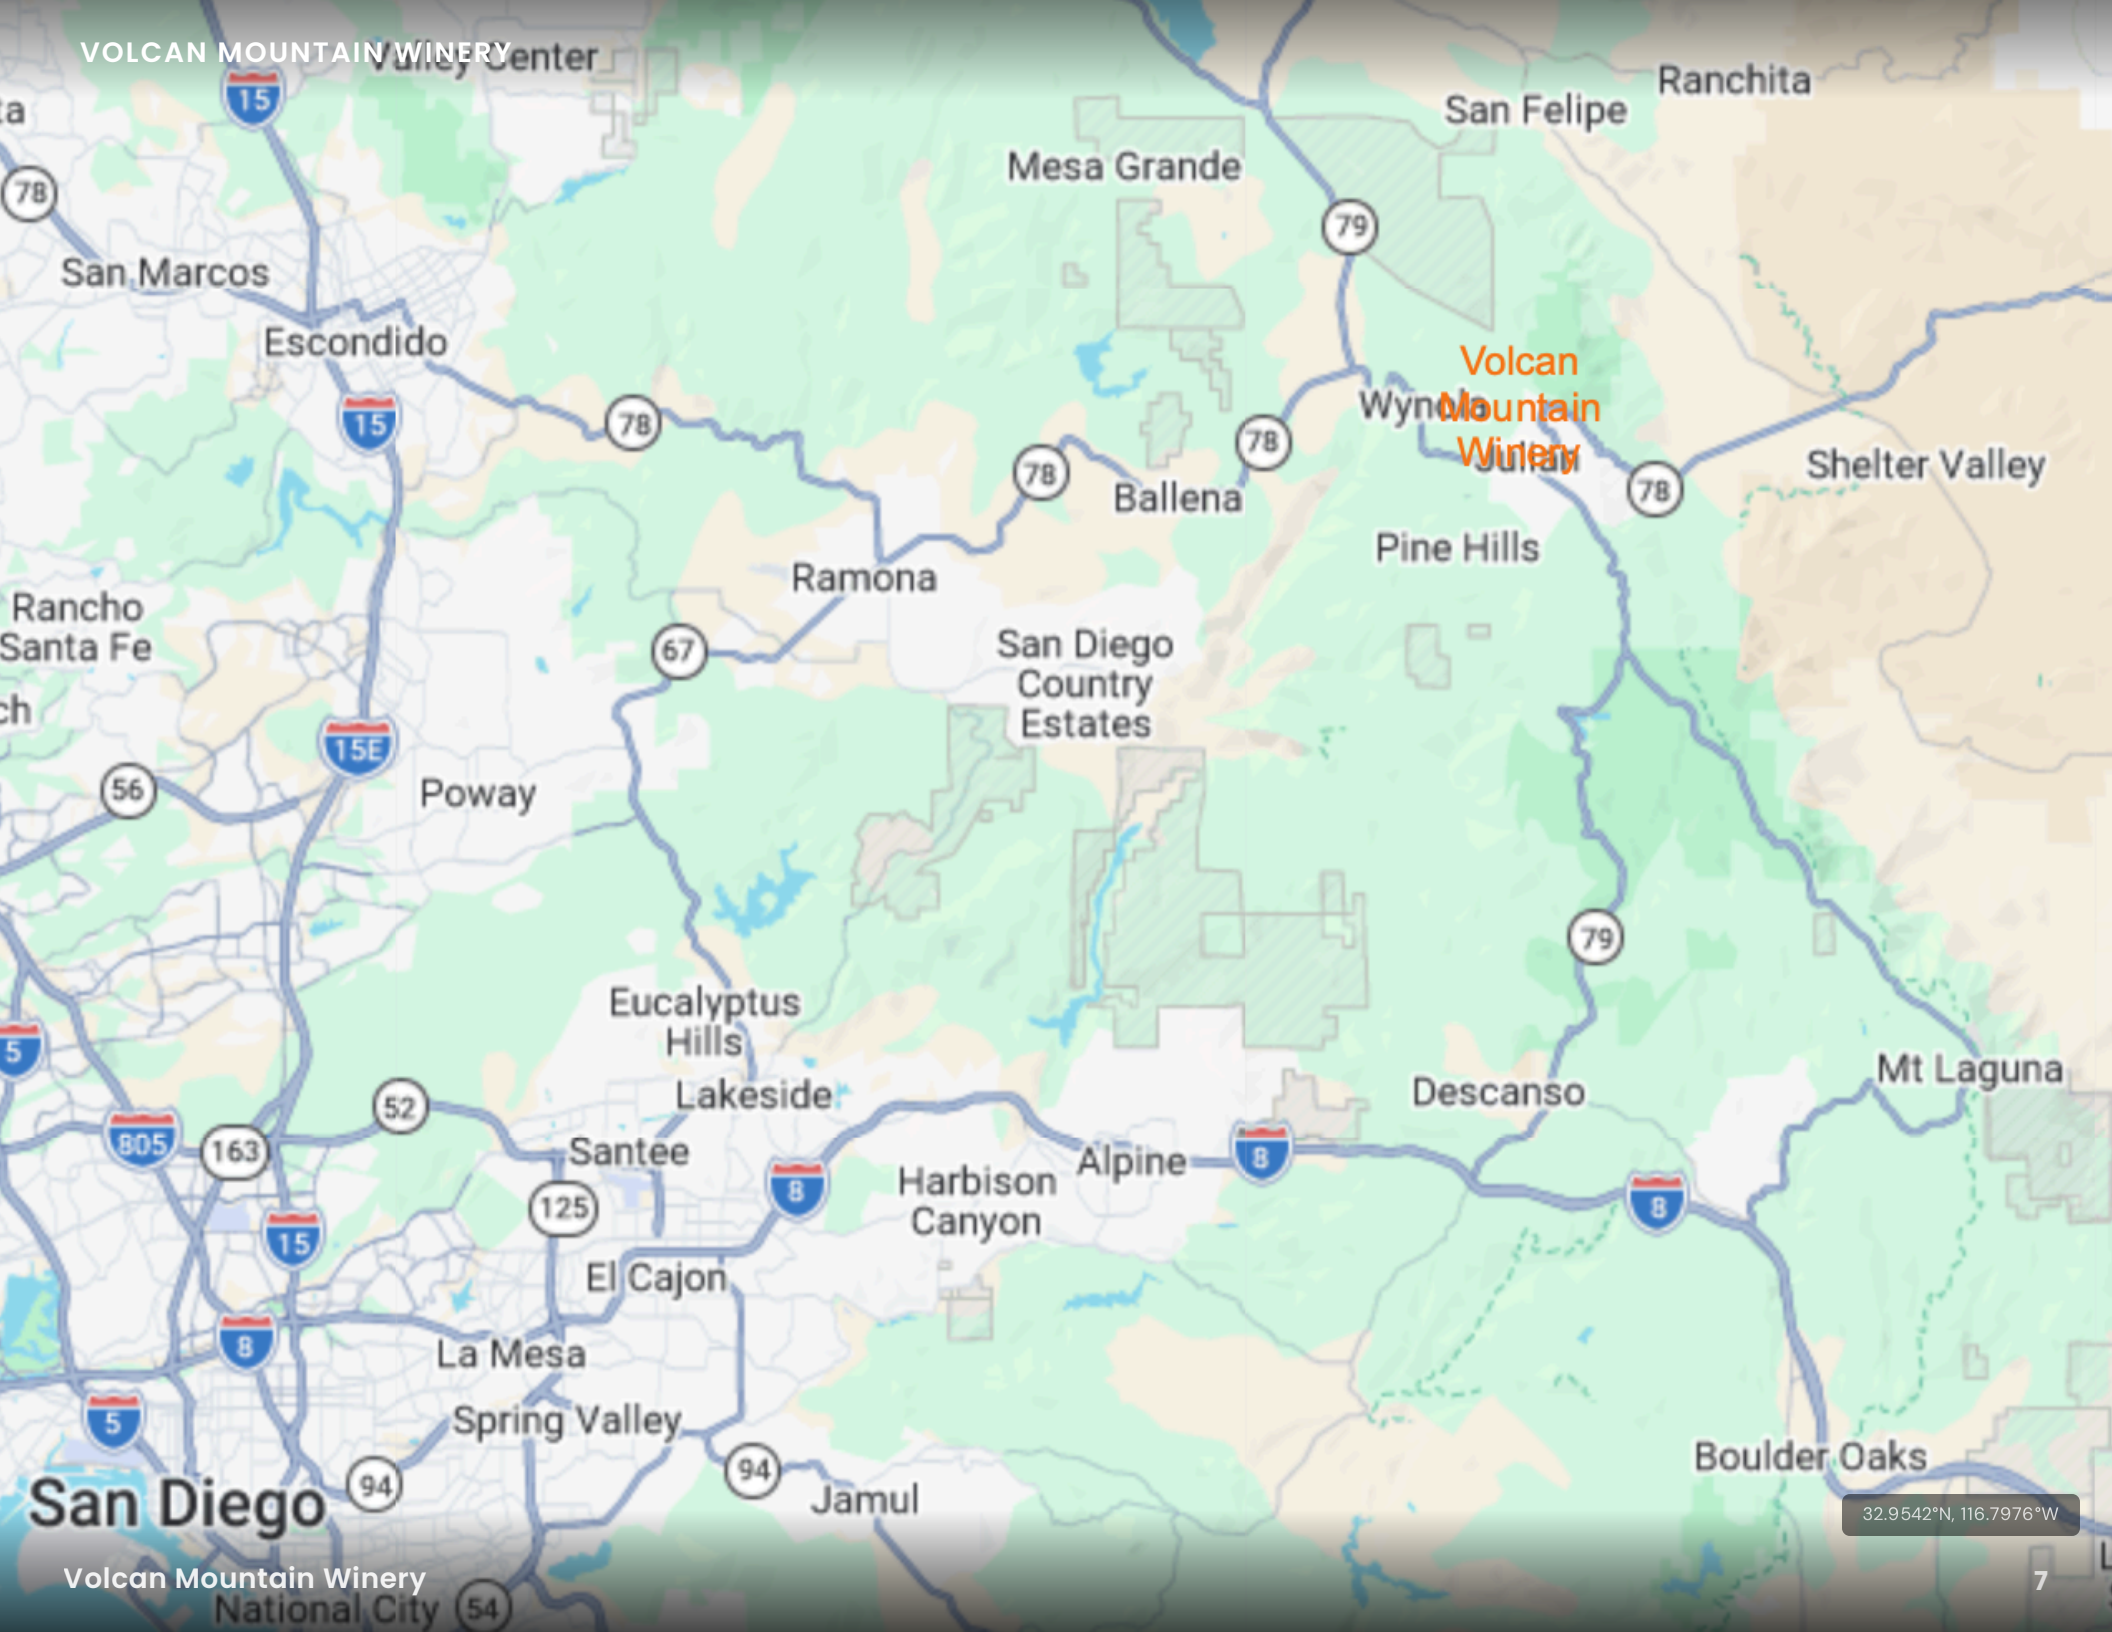 VOLCAN MOUNTAIN WINERY
Valley Center
15
Ranchita
San Felipe
ta
Mesa Grande
78
79
San Marcos
Escondido
Volcan
Mountain
Winery
Wynola
Julian
15
78
78
78
78
Shelter Valley
Ballena
Pine Hills
Ramona
Rancho
Santa Fe
67
San Diego
Country
Estates
ch
15E
56
Poway
79
Eucalyptus
Hills
5
Mt Laguna
Lakeside
Descanso
52
805
163
Santee
Alpine
8
8
8
Harbison
Canyon
125
15
El Cajon
8
La Mesa
5
Spring Valley
Boulder Oaks
94
94
San Diego
Jamul
32.9542°N, 116.7976°W
L
Volcan Mountain Winery
7
National City
54